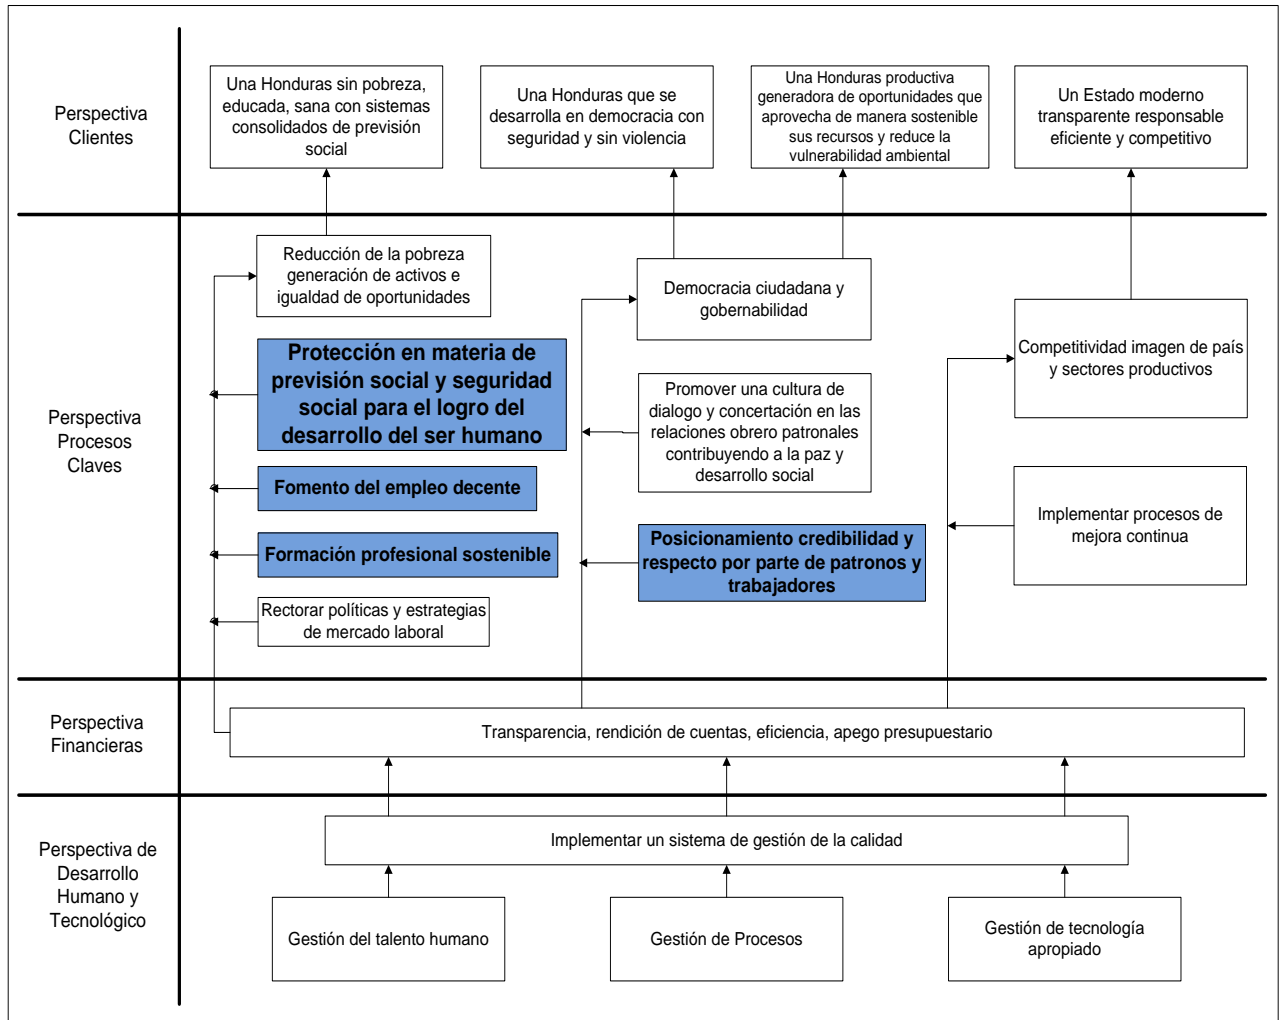 Perspectiva
Clientes
Una Honduras sin pobreza,
educada, sana con sistemas
consolidados de previsión
social
Una Honduras que se
desarrolla en democracia con
seguridad y sin violencia
Una Honduras productiva
generadora de oportunidades que
aprovecha de manera sostenible
sus recursos y reduce la
vulnerabilidad ambiental
Un Estado moderno
transparente responsable
eficiente y competitivo
Perspectiva
Procesos
Claves
Reducción de la pobreza
generación de activos e
igualdad de oportunidades
Protección en materia de
previsión social y seguridad
social para el logro del
desarrollo del ser humano
Fomento del empleo decente
Formación profesional sostenible
Rectorar políticas y estrategias
de mercado laboral
Democracia ciudadana y
gobernabilidad
Promover una cultura de
dialogo y concertación en las
relaciones obrero patronales
contribuyendo a la paz y
desarrollo social
Posicionamiento credibilidad y
respecto por parte de patronos y
trabajadores
Competitividad imagen de país
y sectores productivos
Implementar procesos de
mejora continua
Perspectiva
Financieras
Transparencia, rendición de cuentas, eficiencia, apego presupuestario
Perspectiva de
Desarrollo
Humano y
Tecnológico
Implementar un sistema de gestión de la calidad
Gestión del talento humano
Gestión de Procesos
Gestión de tecnología
apropiado